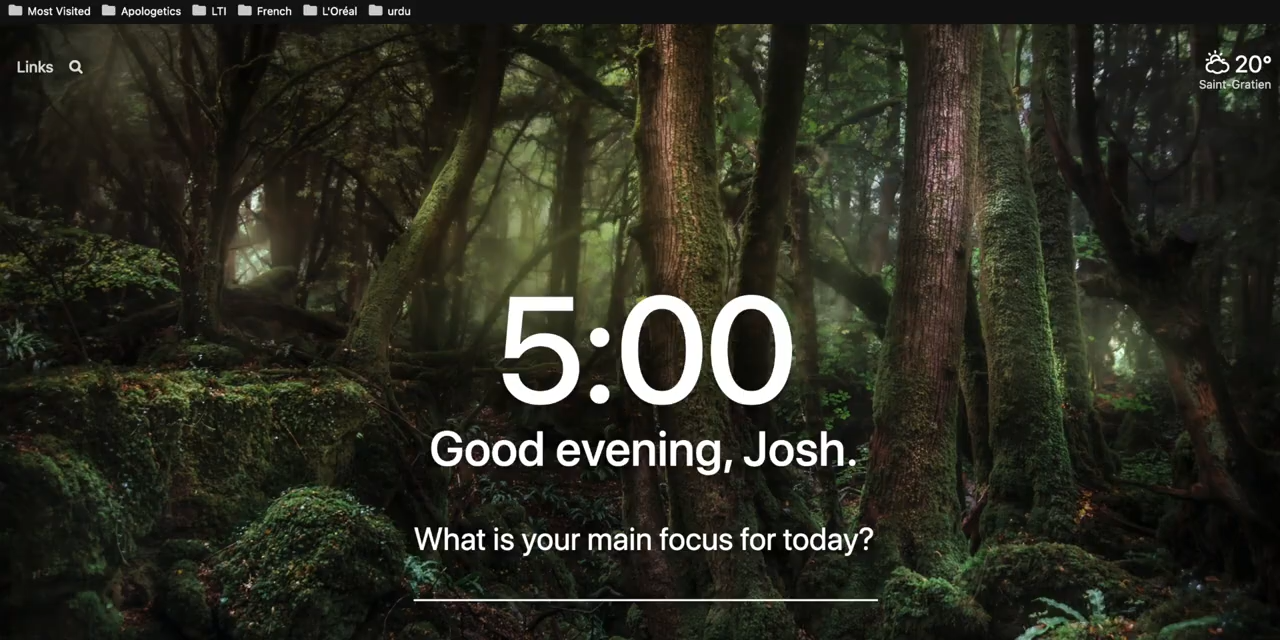 Most Visited Apologetics LTI French L'Oréal urdu
Links 20°
Saint-Gratien
5:00
Good evening, Josh.
What is your main focus for today?